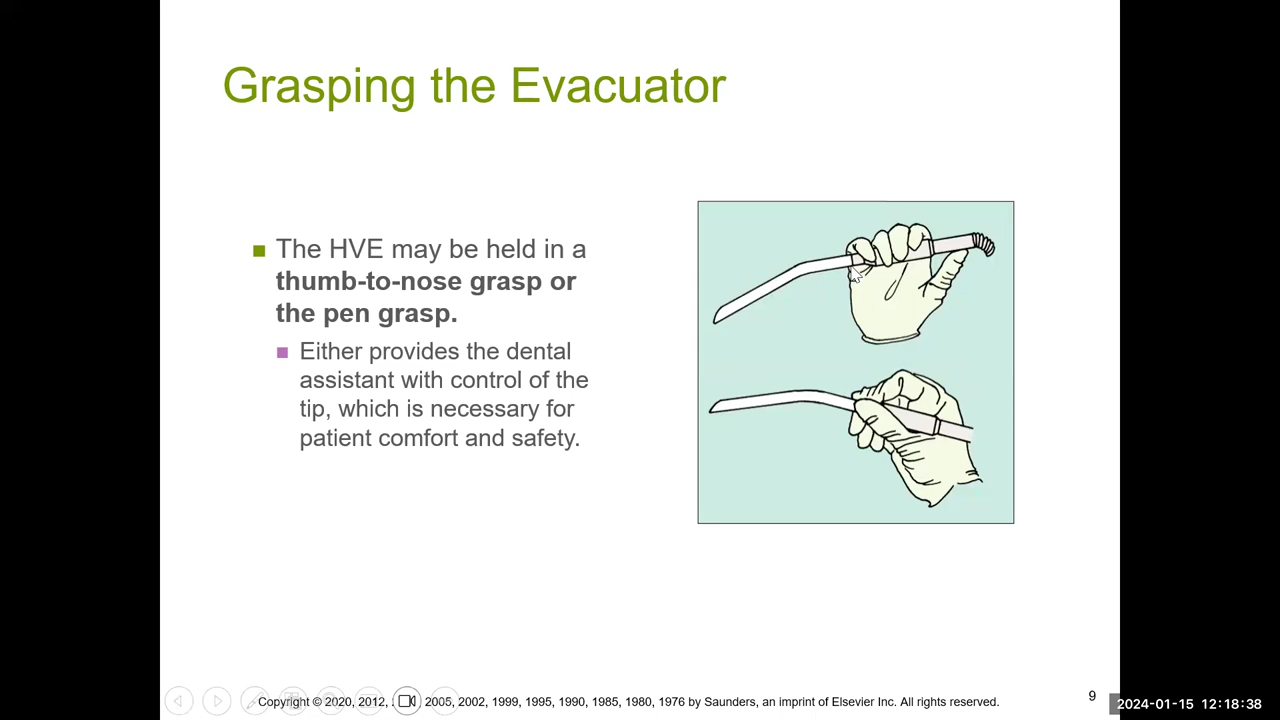 Grasping the Evacuator
The HVE may be held in a
thumb-to-nose grasp or
the pen grasp.
Either provides the dental
assistant with control of the
tip, which is necessary for
patient comfort and safety.
Copyright © 2020, 2012, 2005, 2002, 1999, 1995, 1990, 1985, 1980, 1976 by Saunders, an imprint of Elsevier Inc. All rights reserved.
9
2024-01-15 12:18:38